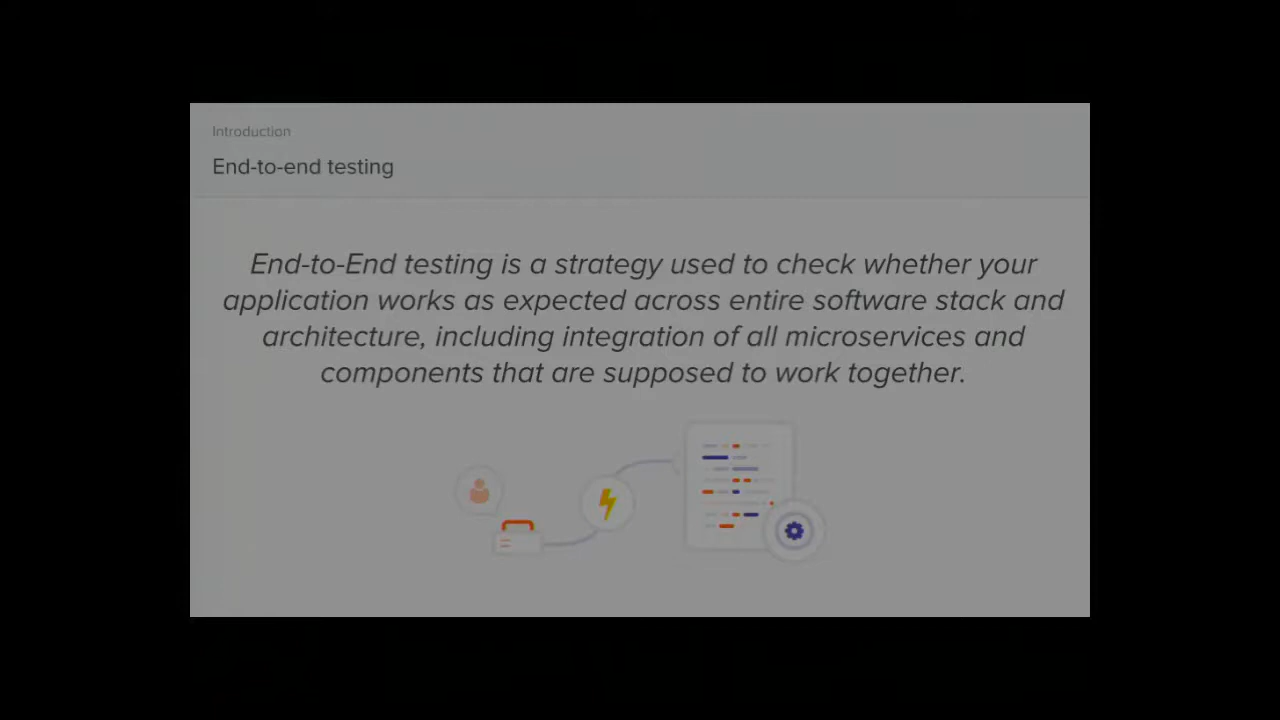 Introduction
End-to-end testing
End-to-End testing is a strategy used to check whether your
application works as expected across entire software stack and
architecture, including integration of all microservices and
components that are supposed to work together.